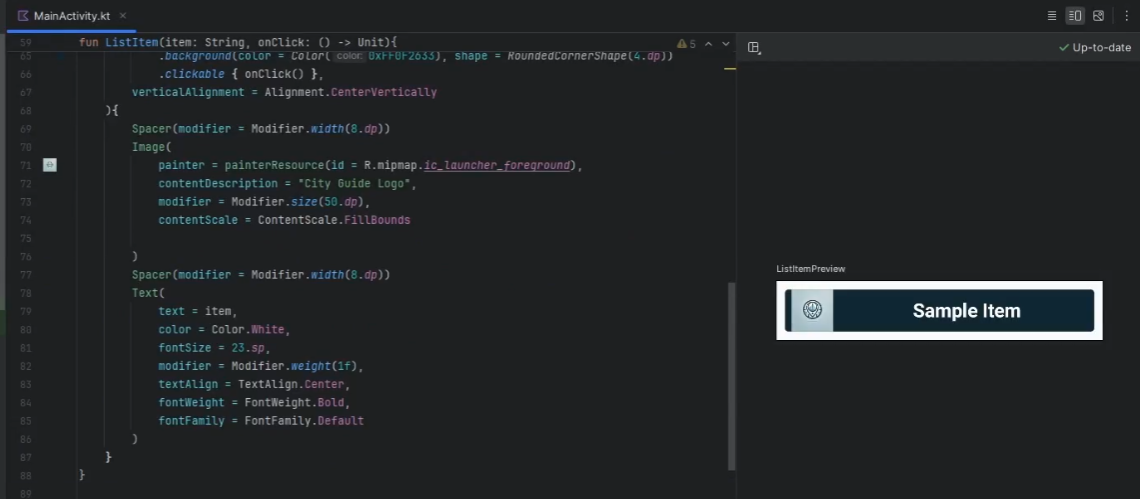 MainActivity.kt
59 fun ListItem(item: String, onClick: () -> Unit){
5
Up-to-date
65 .background(color = Color( color: 0xFF0F2633), shape = RoundedCornerShape(4.dp))
66 .clickable { onClick() },
67 verticalAlignment = Alignment.CenterVertically
68 ){
69 Spacer(modifier = Modifier.width(8.dp))
70 Image(
71 painter = painterResource(id = R.mipmap.ic_launcher_foreground),
72 contentDescription = "City Guide Logo",
73 modifier = Modifier.size(50.dp),
74 contentScale = ContentScale.FillBounds
75
76 )
77 Spacer(modifier = Modifier.width(8.dp))
78 Text(
79 text = item,
80 color = Color.White,
81 fontSize = 23.sp,
82 modifier = Modifier.weight(1f),
83 textAlign = TextAlign.Center,
84 fontWeight = FontWeight.Bold,
85 fontFamily = FontFamily.Default
86 )
87 }
88 }
89
ListItemPreview
Sample Item